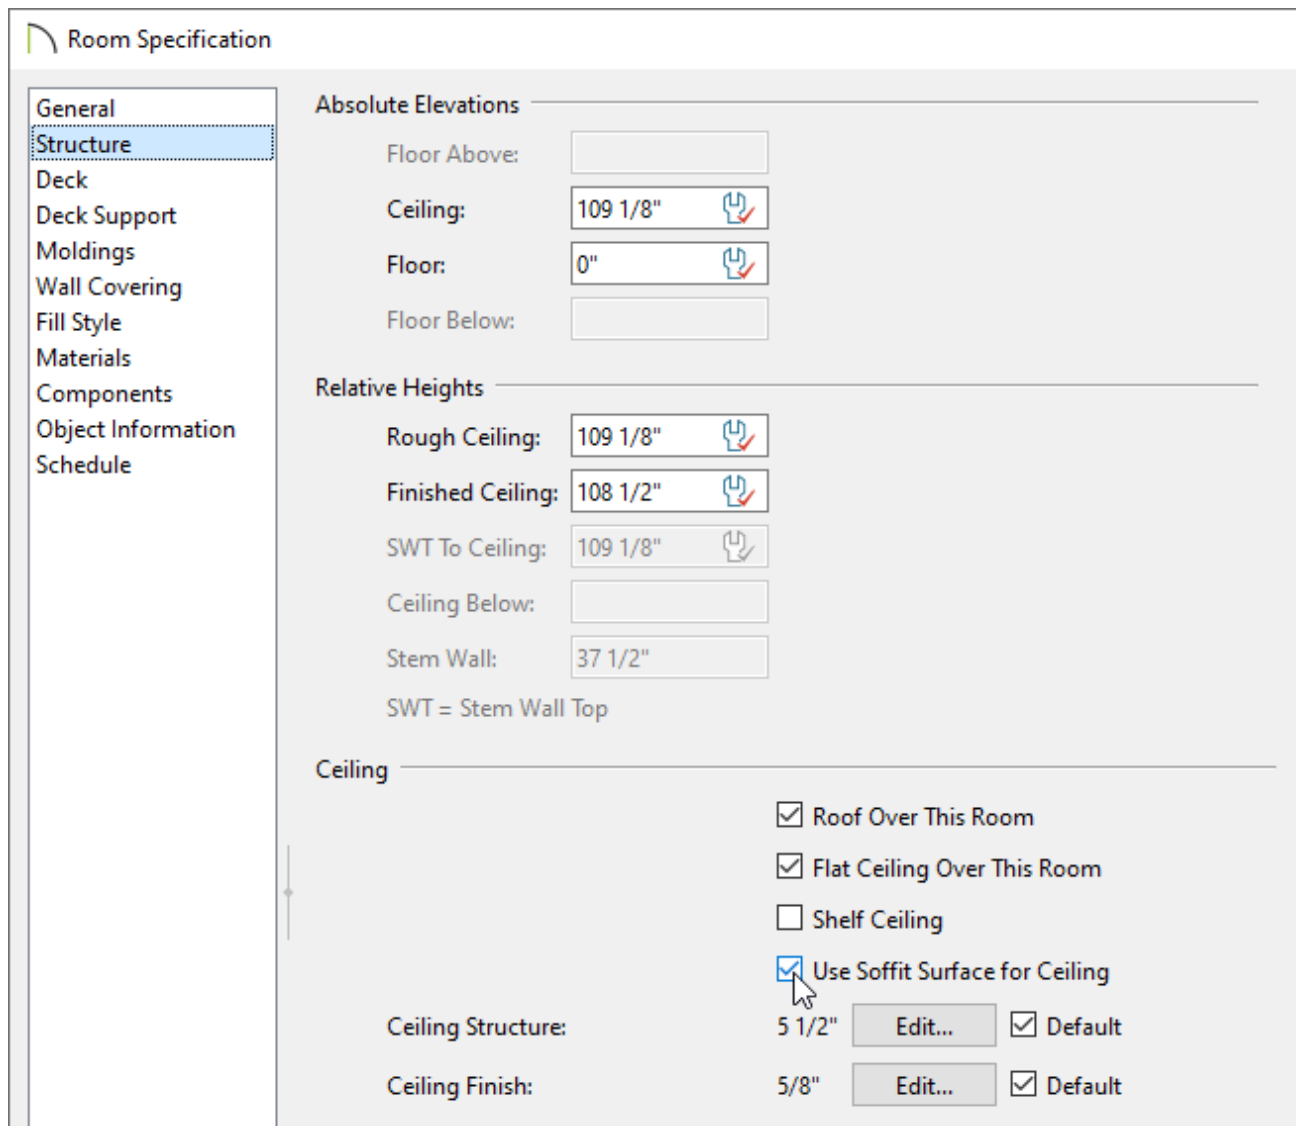 Room Specification
General
Structure
Deck
Deck Support
Moldings
Wall Covering
Fill Style
Materials
Components
Object Information
Schedule
Absolute Elevations
Floor Above:
Ceiling: 109 1/8"
Floor: 0"
Floor Below:
Relative Heights
Rough Ceiling: 109 1/8"
Finished Ceiling: 108 1/2"
SWT To Ceiling: 109 1/8"
Ceiling Below:
Stem Wall: 37 1/2"
SWT = Stem Wall Top
Ceiling
Roof Over This Room
Flat Ceiling Over This Room
Shelf Ceiling
Use Soffit Surface for Ceiling
Ceiling Structure: 5 1/2" Edit... Default
Ceiling Finish: 5/8" Edit... Default